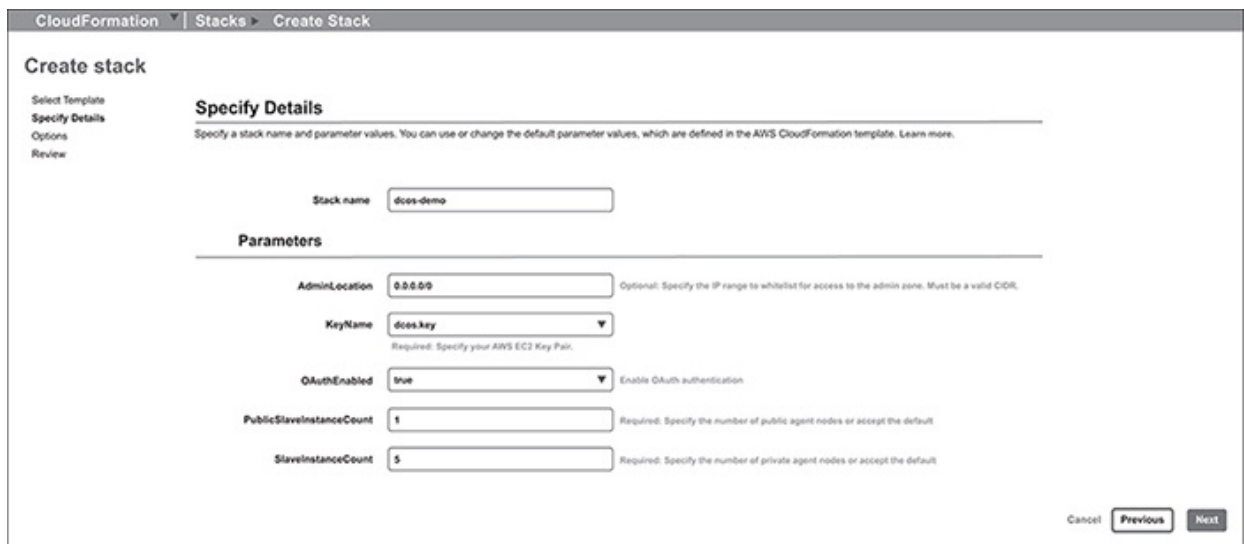 CloudFormation ▼ | Stacks ▶ Create Stack
Create stack
Select Template
Specify Details
Options
Review
Specify Details
Specify a stack name and parameter values. You can use or change the default parameter values, which are defined in the AWS CloudFormation template. Learn more.
Stack name dcos-demo
Parameters
AdminLocation 0.0.0.0/0 Optional: Specify the IP range to whitelist for access to the admin zone. Must be a valid CIDR.
KeyName dcos.key ▼
Required: Specify your AWS EC2 Key Pair.
OAuthEnabled true ▼ Enable OAuth authentication
PublicSlaveInstanceCount 1 Required: Specify the number of public agent nodes or accept the default
SlaveInstanceCount 5 Required: Specify the number of private agent nodes or accept the default
Cancel Previous Next